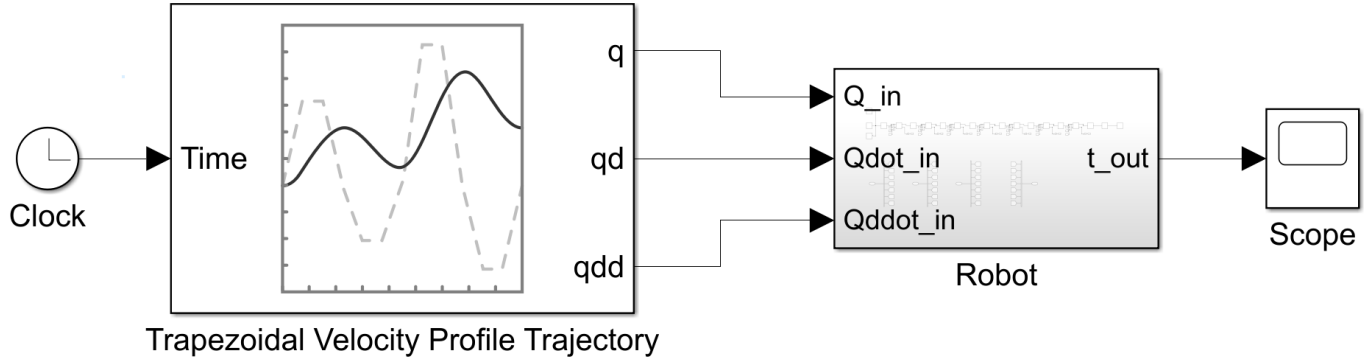 Clock
Time
q
qd
qdd
Trapezoidal Velocity Profile Trajectory
Q_in
Qdot_in
Qddot_in
t_out
Robot
Scope